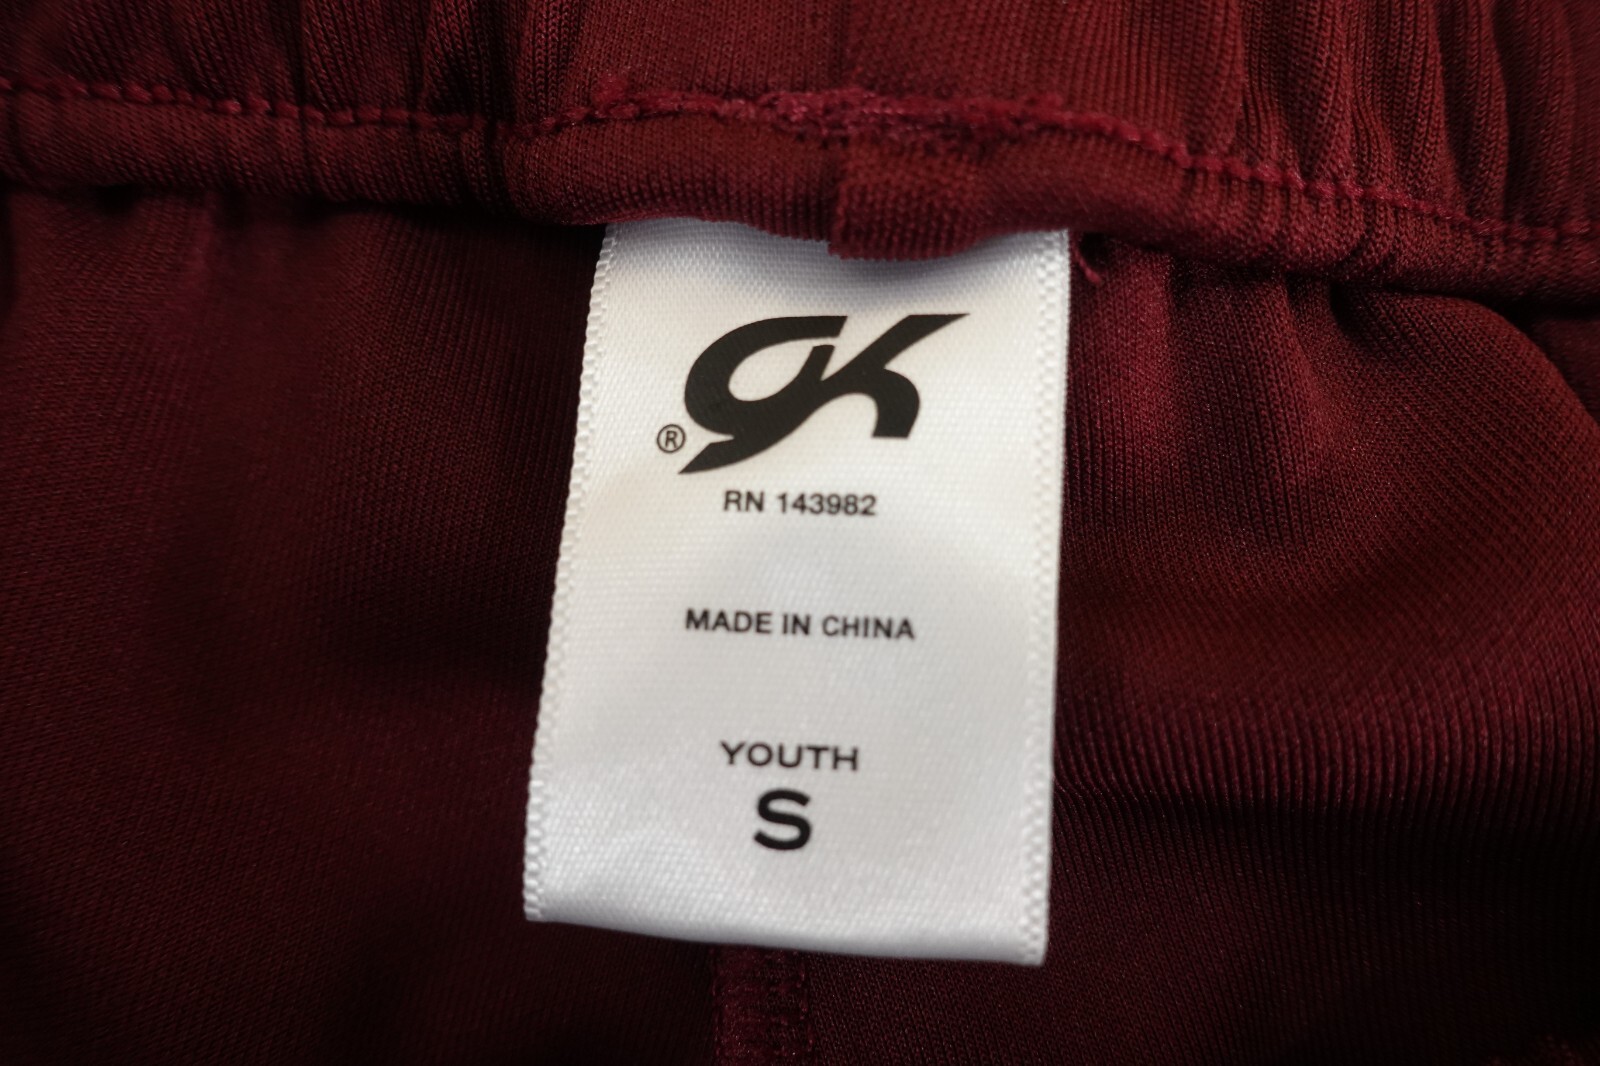 GK
®
RN 143982
MADE IN CHINA
YOUTH
S